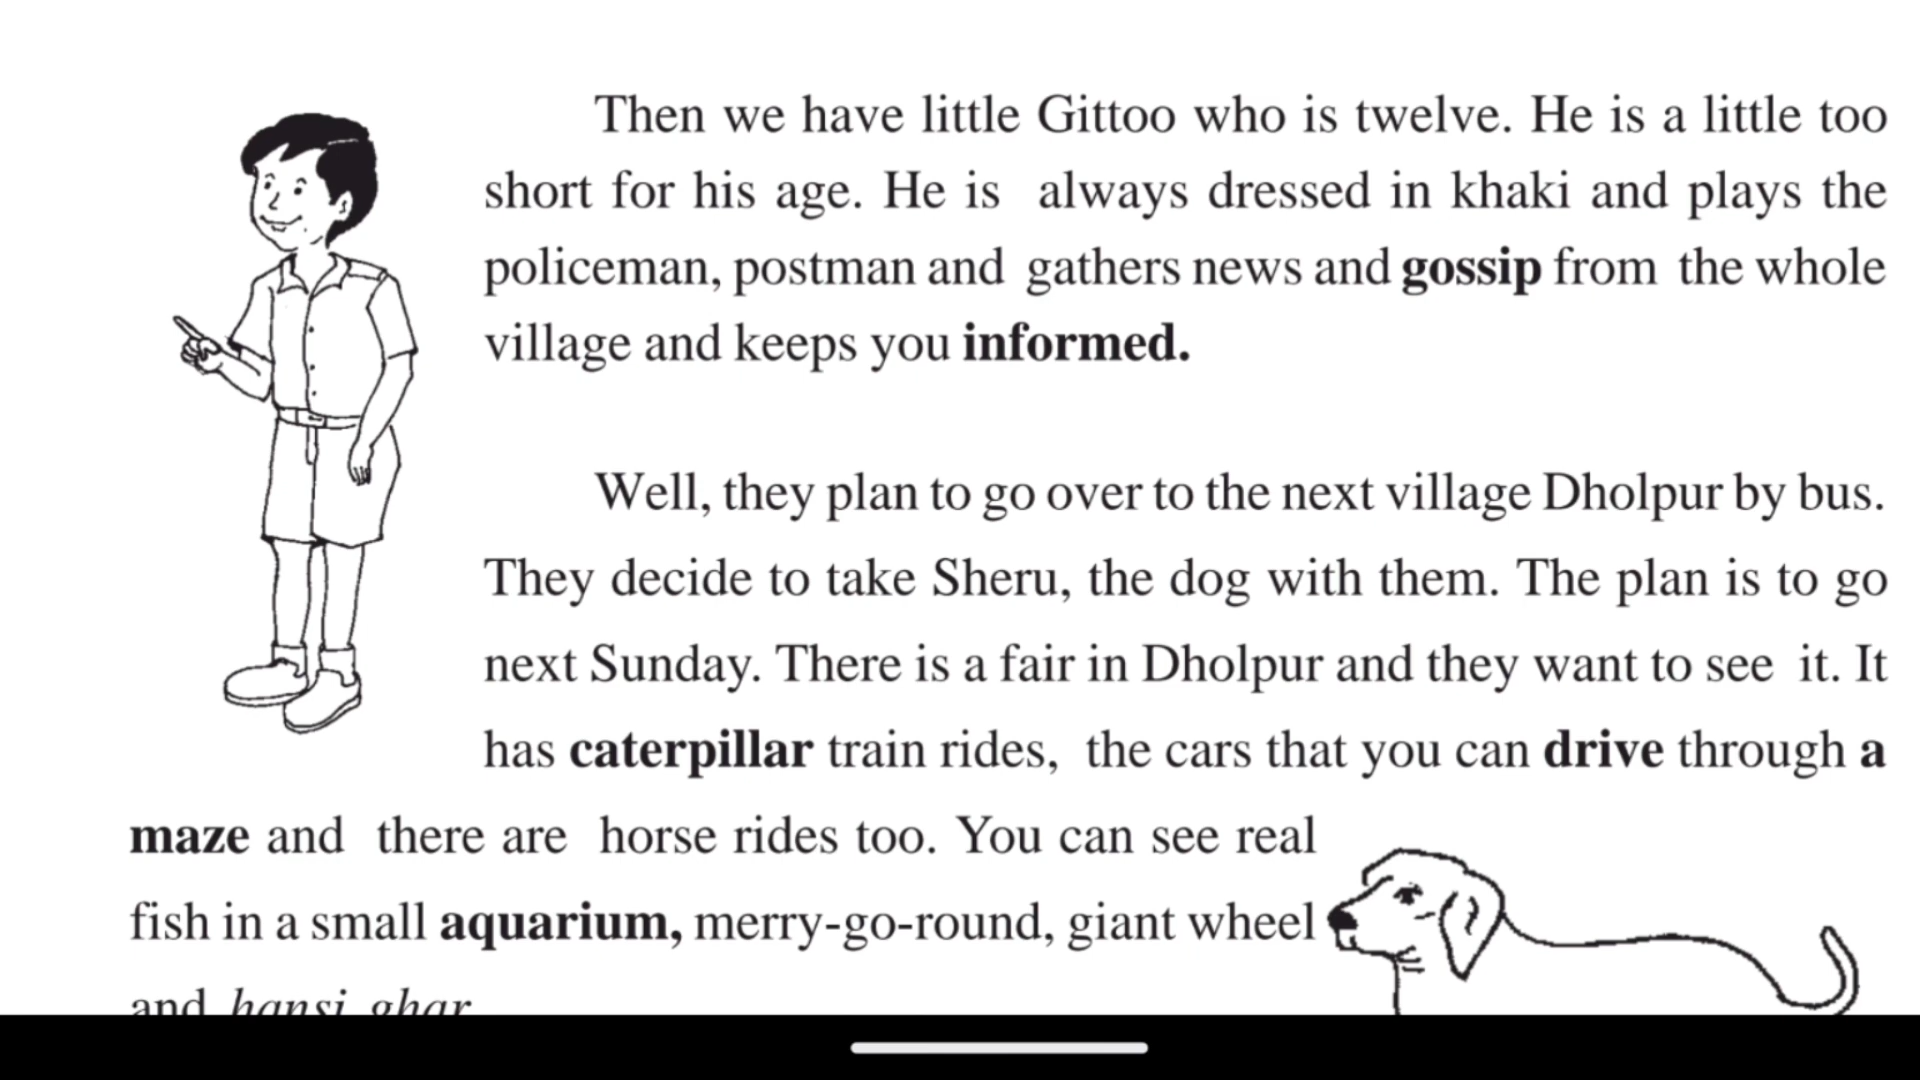 Then we have little Gittoo who is twelve. He is a little too
short for his age. He is always dressed in khaki and plays the
policeman, postman and gathers news and gossip from the whole
village and keeps you informed.
Well, they plan to go over to the next village Dholpur by bus.
They decide to take Sheru, the dog with them. The plan is to go
next Sunday. There is a fair in Dholpur and they want to see it. It
has caterpillar train rides, the cars that you can drive through a
maze and there are horse rides too. You can see real
fish in a small aquarium, merry-go-round, giant wheel
and hansi ghar